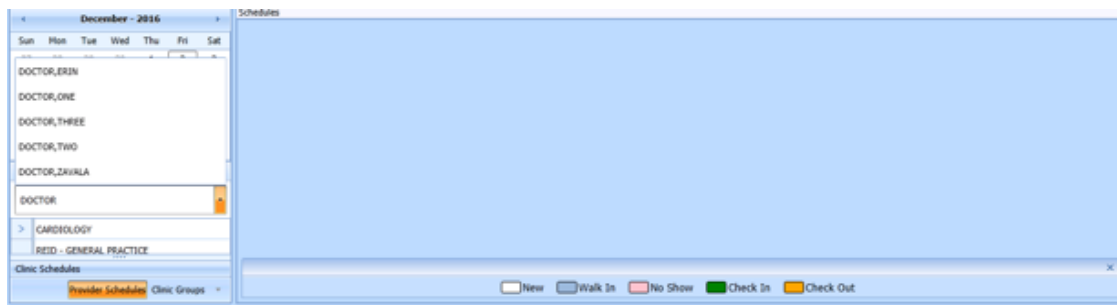 December - 2016
Schedules
Sun Mon Tue Wed Thu Fri Sat
DOCTOR,ERIN
DOCTOR,ONE
DOCTOR,THREE
DOCTOR,TWO
DOCTOR,ZAVALA
DOCTOR
CARDIOLOGY
REID - GENERAL PRACTICE
Clinic Schedules
Provider Schedules Clinic Groups
New Walk In No Show Check In Check Out